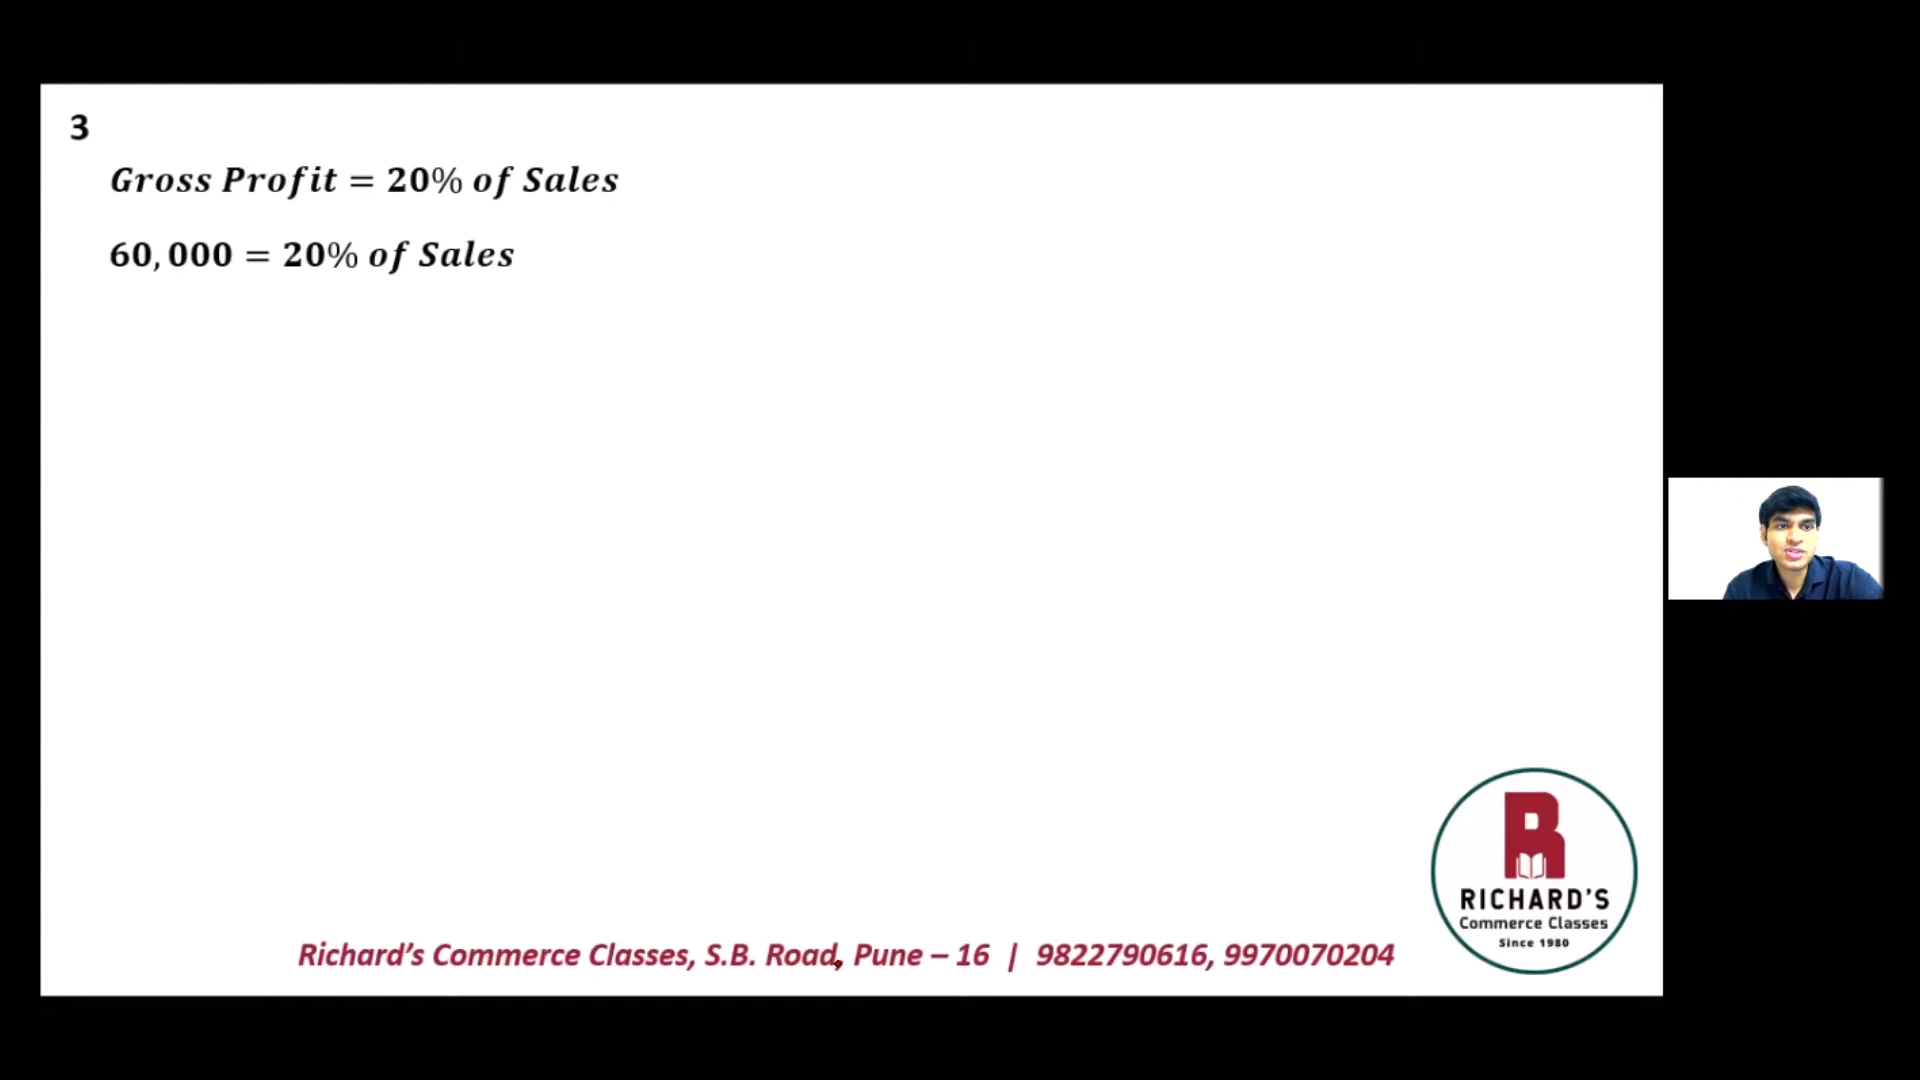 3
Gross Profit = 20% of Sales
60,000 = 20% of Sales
R
RICHARD'S
Commerce Classes
Since 1980
Richard's Commerce Classes, S.B. Road, Pune – 16 | 9822790616, 9970070204